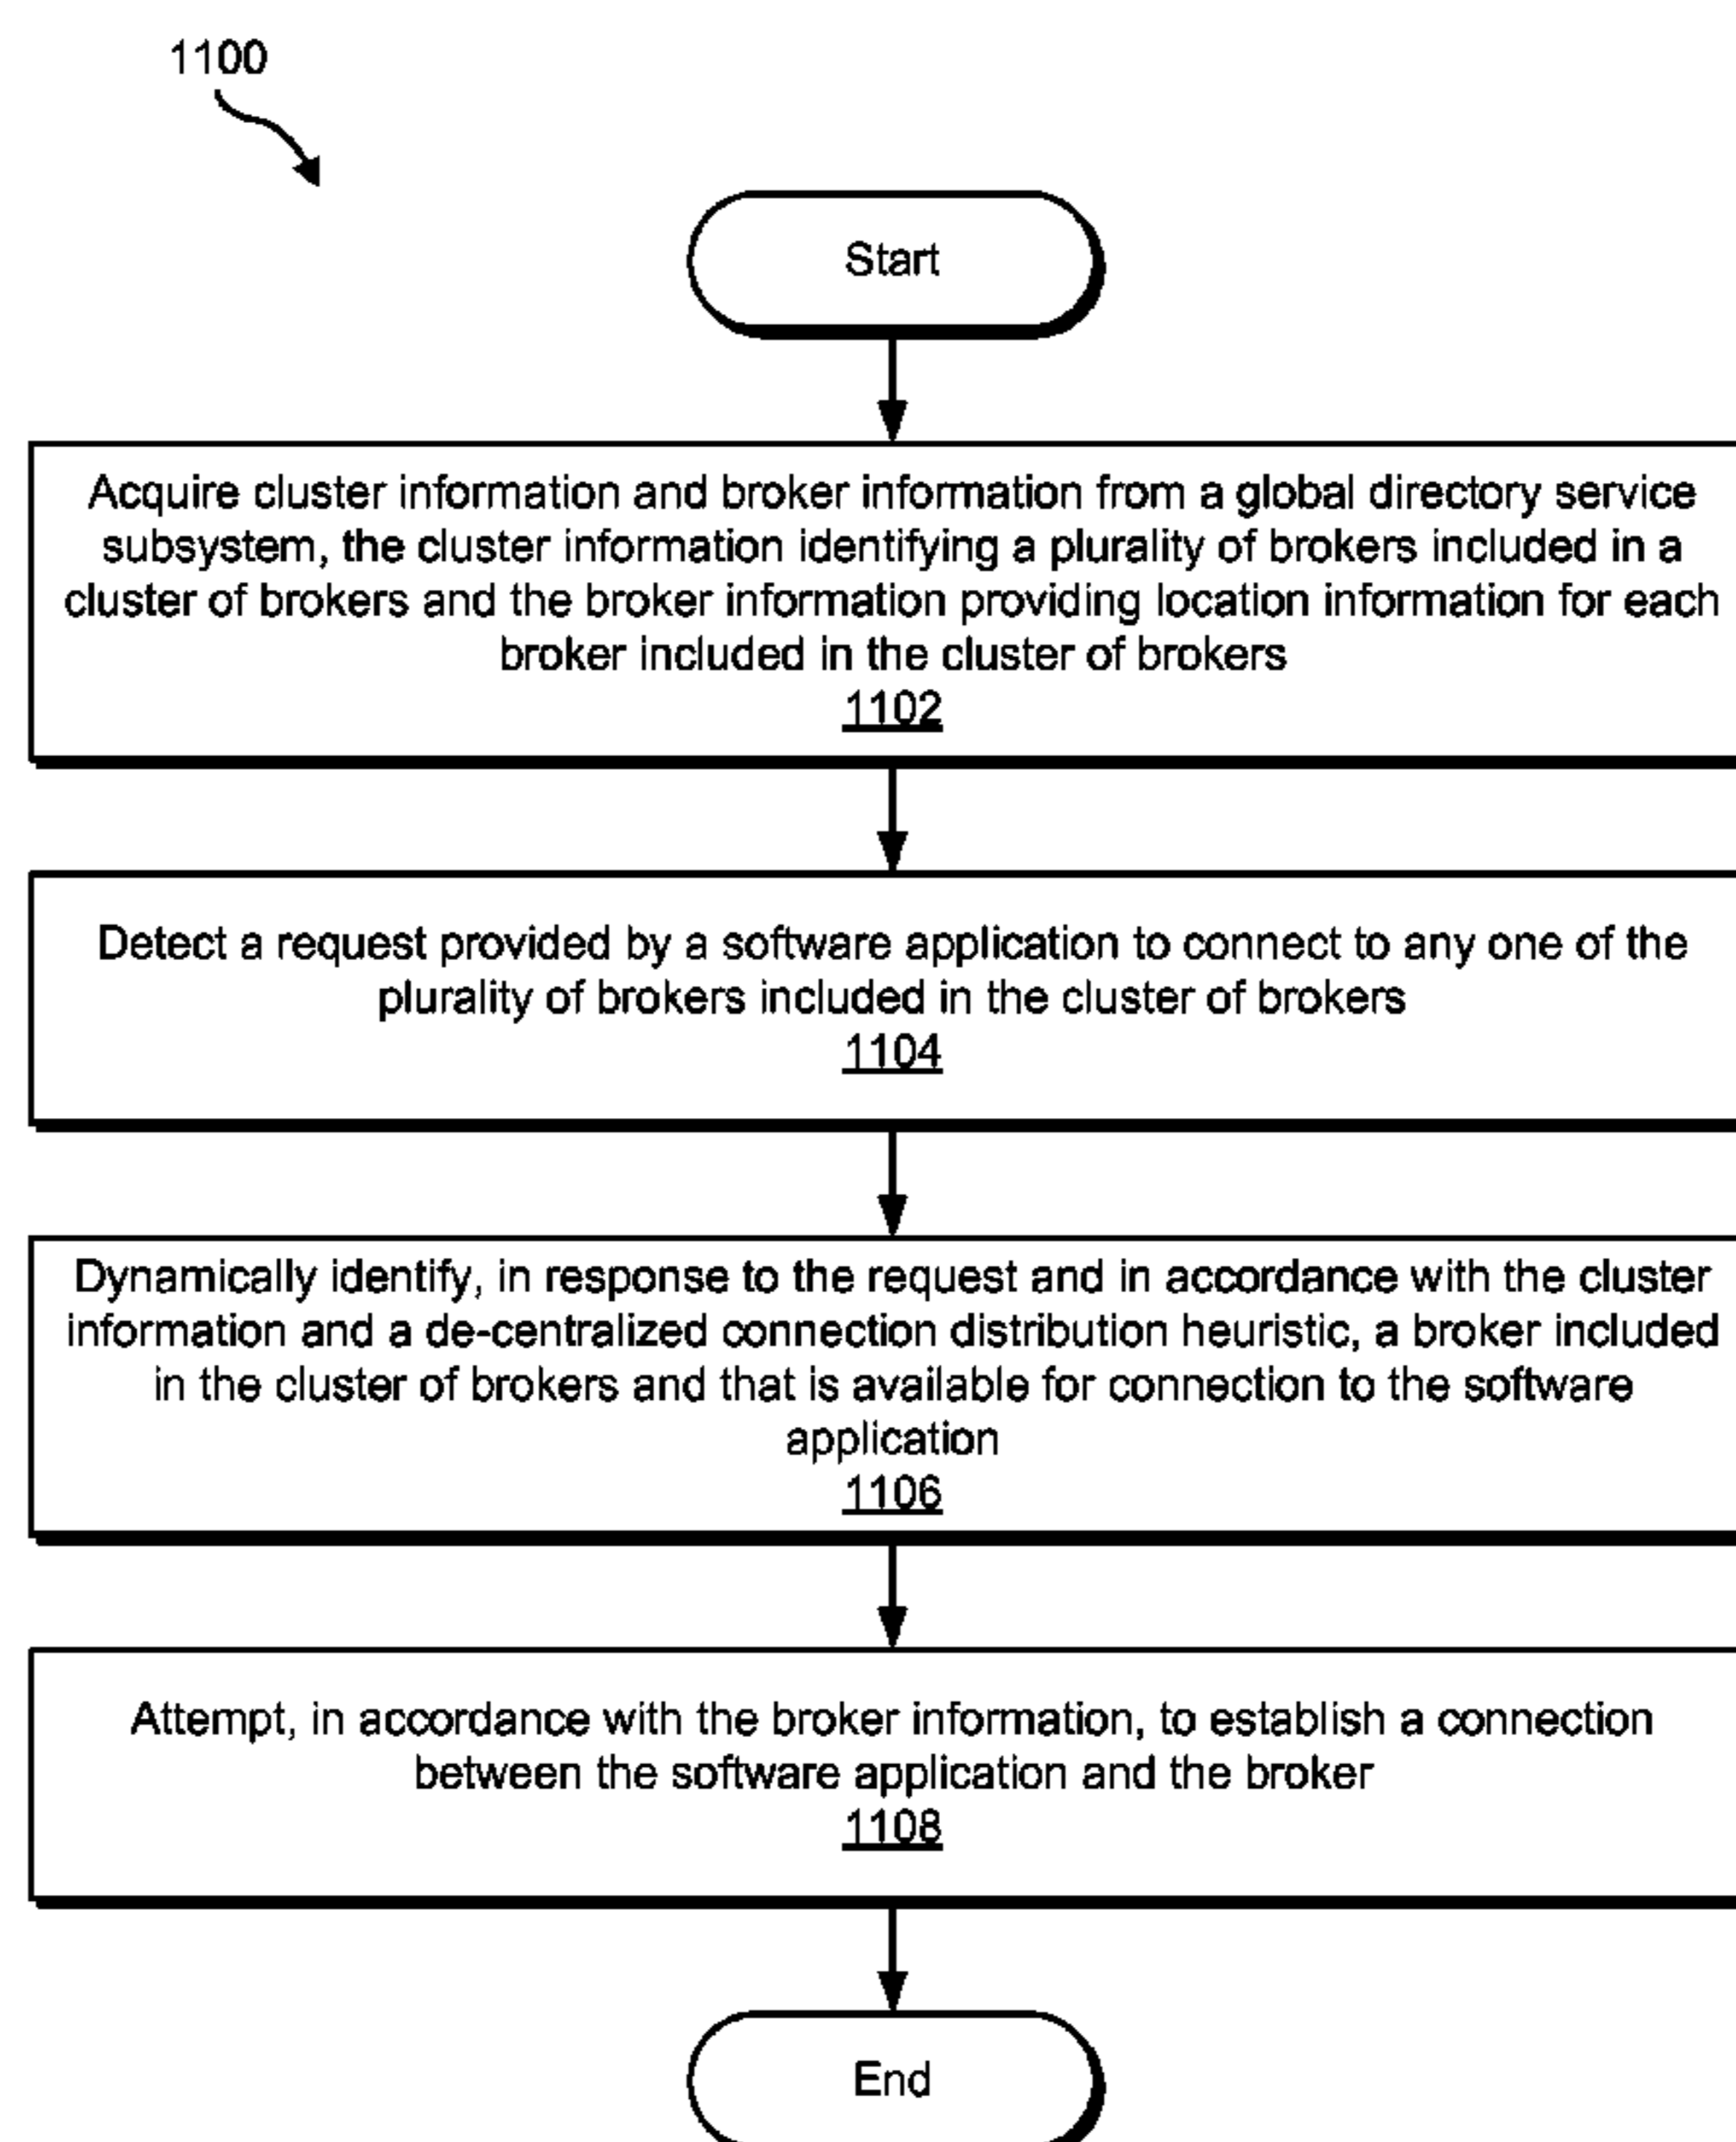 1100
Start
Acquire cluster information and broker information from a global directory service
subsystem, the cluster information identifying a plurality of brokers included in a
cluster of brokers and the broker information providing location information for each
broker included in the cluster of brokers
1102
Detect a request provided by a software application to connect to any one of the
plurality of brokers included in the cluster of brokers
1104
Dynamically identify, in response to the request and in accordance with the cluster
information and a de-centralized connection distribution heuristic, a broker included
in the cluster of brokers and that is available for connection to the software
application
1106
Attempt, in accordance with the broker information, to establish a connection
between the software application and the broker
1108
End